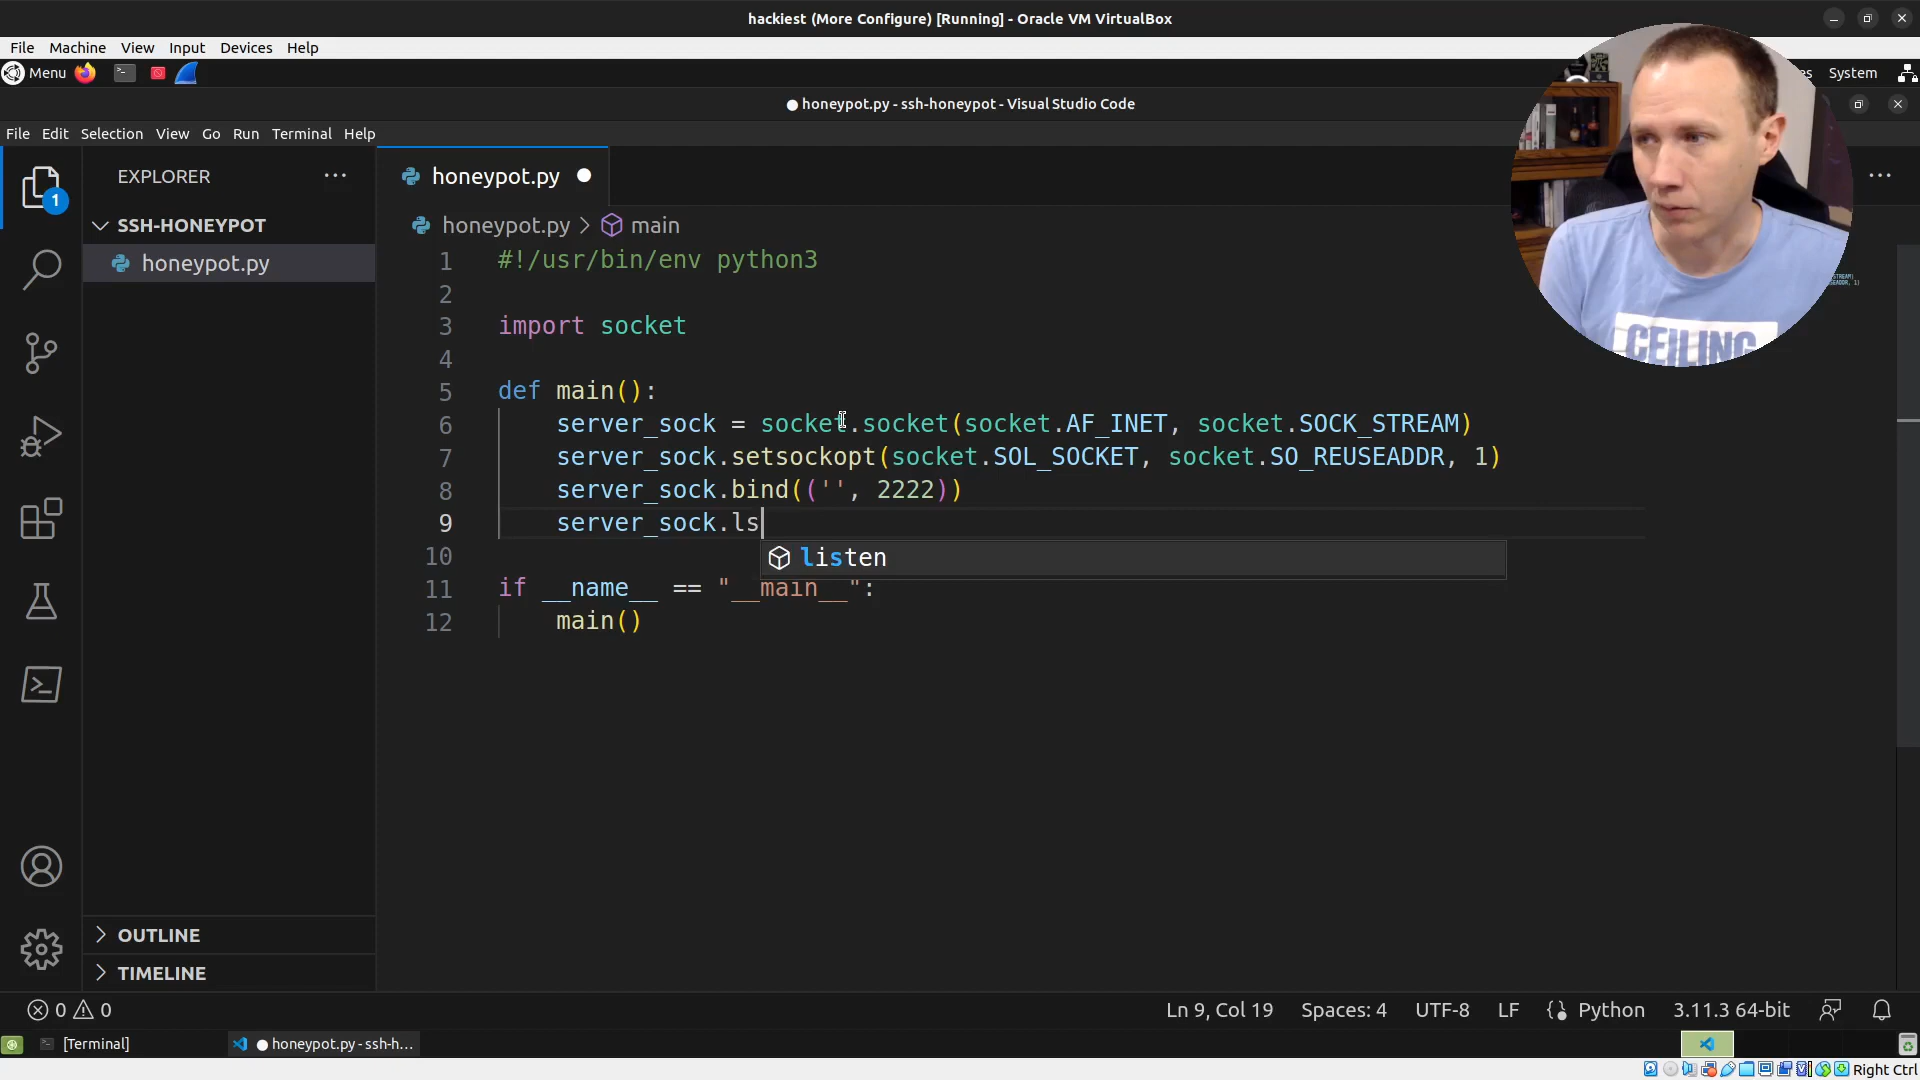 hackiest (More Configure) [Running] - Oracle VM VirtualBox
File Machine View Input Devices Help
Menu
System
● honeypot.py - ssh-honeypot - Visual Studio Code
File Edit Selection View Go Run Terminal Help
1
EXPLORER
SSH-HONEYPOT
honeypot.py
honeypot.py
honeypot.py > main
1 #!/usr/bin/env python3
2
3 import socket
4
5 def main():
6 server_sock = socket.socket(socket.AF_INET, socket.SOCK_STREAM)
7 server_sock.setsockopt(socket.SOL_SOCKET, socket.SO_REUSEADDR, 1)
8 server_sock.bind(('', 2222))
9 server_sock.ls
listen
10
11 if __name__ == "__main__":
12 main()
CEILING
OUTLINE
TIMELINE
0 0
Ln 9, Col 19 Spaces: 4 UTF-8 LF Python 3.11.3 64-bit
[Terminal]
● honeypot.py - ssh-h...
Right Ctrl